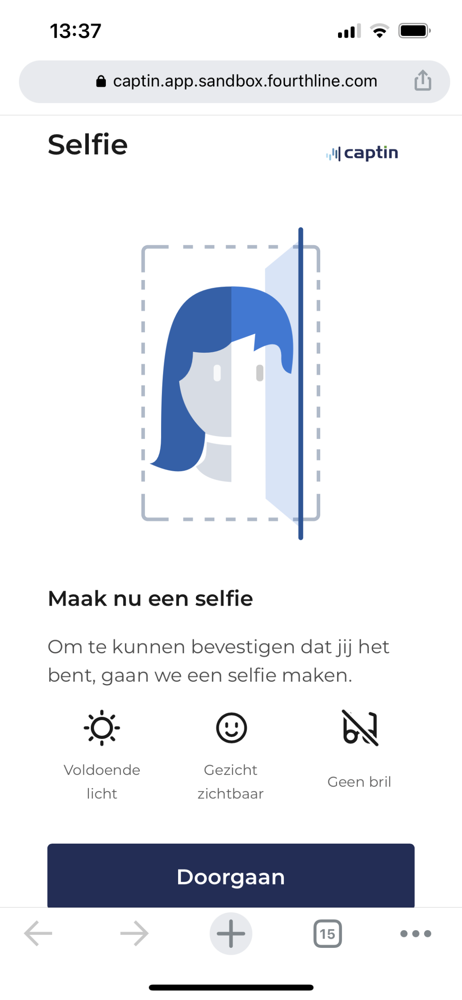 13:37
captin.app.sandbox.fourthline.com
Selfie
captin
Maak nu een selfie
Om te kunnen bevestigen dat jij het
bent, gaan we een selfie maken.
Voldoende
licht
Gezicht
zichtbaar
Geen bril
Doorgaan
15